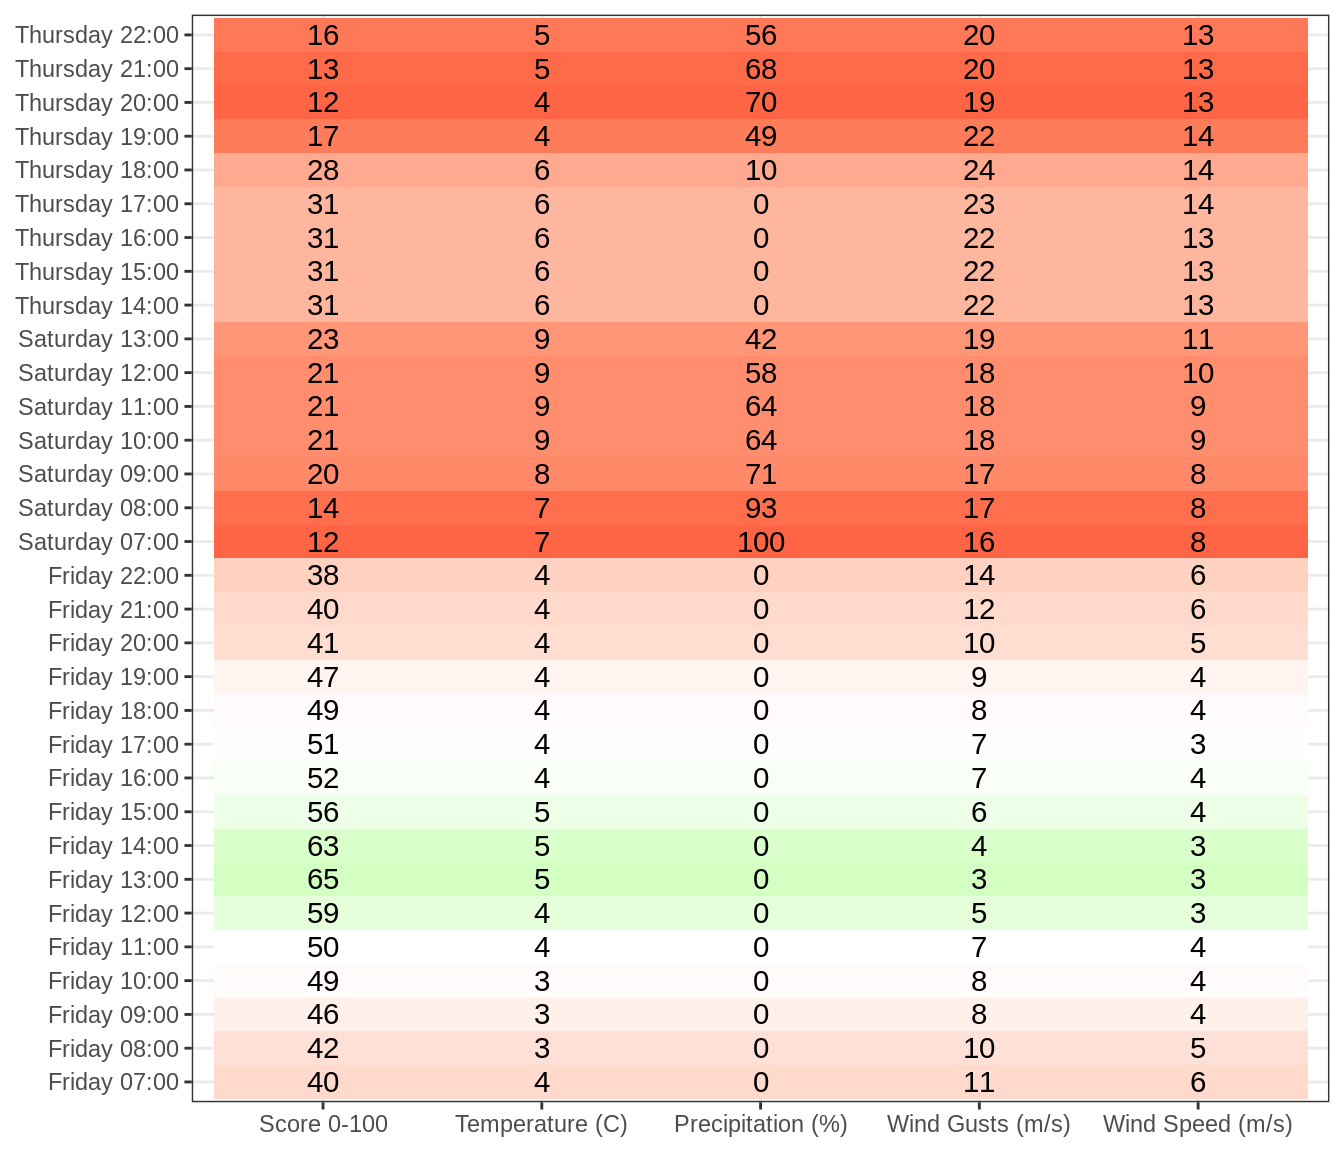 Thursday 22:00 16 5 56 20 13
Thursday 21:00 13 5 68 20 13
Thursday 20:00 12 4 70 19 13
Thursday 19:00 17 4 49 22 14
Thursday 18:00 28 6 10 24 14
Thursday 17:00 31 6 0 23 14
Thursday 16:00 31 6 0 22 13
Thursday 15:00 31 6 0 22 13
Thursday 14:00 31 6 0 22 13
Saturday 13:00 23 9 42 19 11
Saturday 12:00 21 9 58 18 10
Saturday 11:00 21 9 64 18 9
Saturday 10:00 21 9 64 18 9
Saturday 09:00 20 8 71 17 8
Saturday 08:00 14 7 93 17 8
Saturday 07:00 12 7 100 16 8
Friday 22:00 38 4 0 14 6
Friday 21:00 40 4 0 12 6
Friday 20:00 41 4 0 10 5
Friday 19:00 47 4 0 9 4
Friday 18:00 49 4 0 8 4
Friday 17:00 51 4 0 7 3
Friday 16:00 52 4 0 7 4
Friday 15:00 56 5 0 6 4
Friday 14:00 63 5 0 4 3
Friday 13:00 65 5 0 3 3
Friday 12:00 59 4 0 5 3
Friday 11:00 50 4 0 7 4
Friday 10:00 49 3 0 8 4
Friday 09:00 46 3 0 8 4
Friday 08:00 42 3 0 10 5
Friday 07:00 40 4 0 11 6
Score 0-100 Temperature (C) Precipitation (%) Wind Gusts (m/s) Wind Speed (m/s)